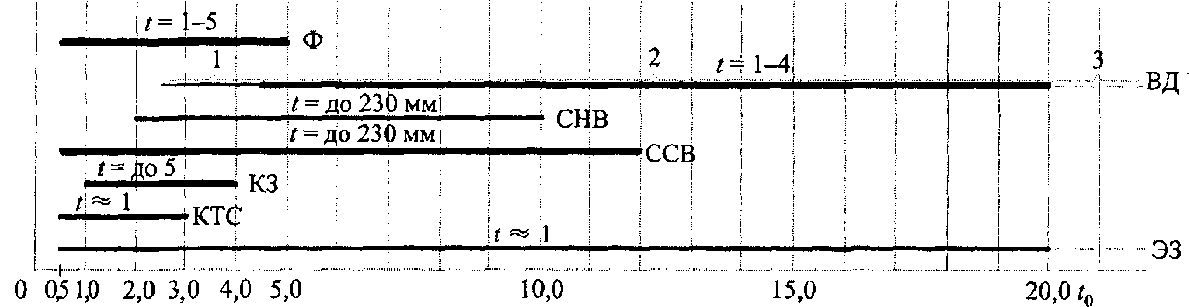 t = 1–5
Ф
1 2 t = 1–4 3
ВД
t = до 230 мм
СНВ
t = до 230 мм
ССВ
t = до 5
КЗ
t ≈ 1
КТС
t ≈ 1
ЭЗ
0 0,5 1,0 2,0 3,0 4,0 5,0 10,0 15,0 20,0 t₀